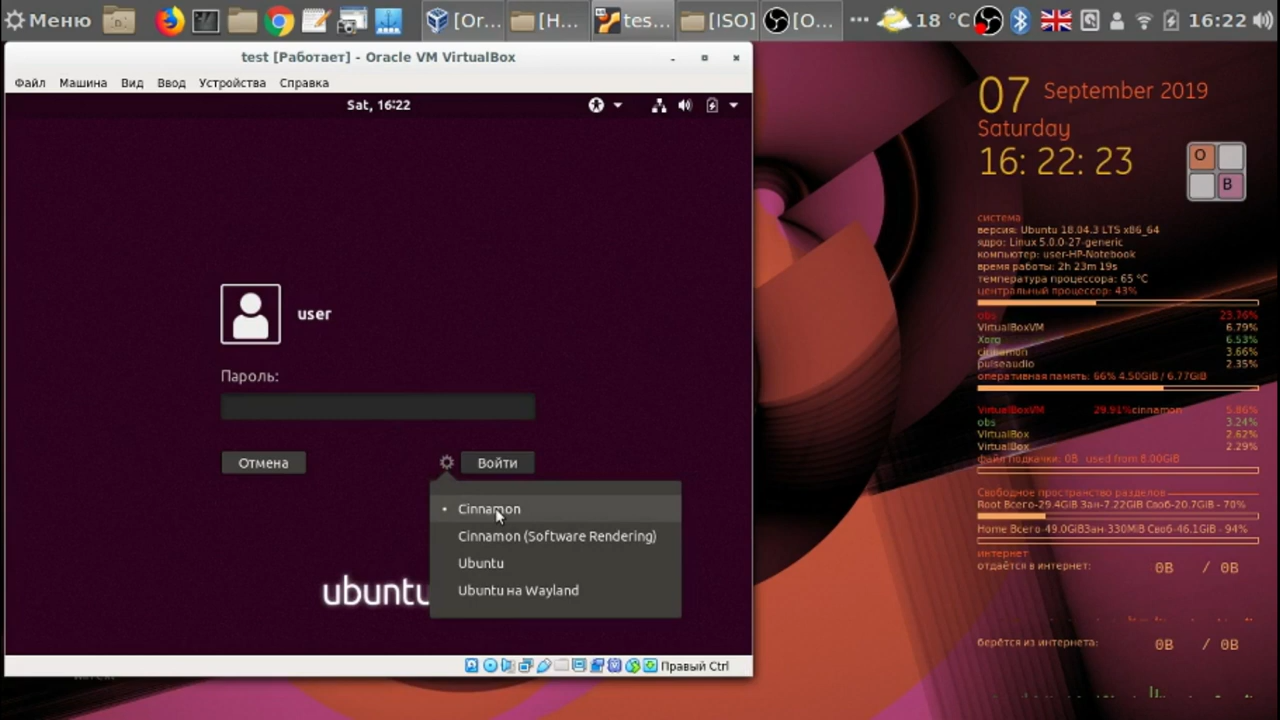 Меню
[Or...
[H...
tes...
[ISO]
[O...
18 °C
16:22
test [Работает] - Oracle VM VirtualBox
Файл Машина Вид Ввод Устройства Справка
Sat, 16:22
user
Пароль:
Отмена
Войти
Cinnamon
Cinnamon (Software Rendering)
Ubuntu
Ubuntu на Wayland
ubuntu
Правый Ctrl
07 September 2019
Saturday
16: 22: 23
O
B
система
версия: Ubuntu 18.04.3 LTS x86_64
ядро: Linux 5.0.0-27-generic
компьютер: user-HP-Notebook
время работы: 2h 23m 19s
температура процессора: 65 °C
центральный процессор: 43%
obs 23.76%
VirtualBoxVM 6.79%
Xorg 6.53%
cinnamon 3.66%
pulseaudio 2.35%
оперативная память: 66% 4.50GiB / 6.77GiB
VirtualBoxVM 29.91%cinnamon 5.86%
obs 3.24%
VirtualBox 2.62%
VirtualBox 2.29%
файл подкачки: 0B used from 8.00GiB
Свободное пространство разделов
Root Всего-29.4GiB Зан-7.22GiB Своб-20.7GiB - 70%
Home Всего-49.0GiBЗан-330MiB Своб-46.1GiB - 94%
интернет
отдаётся в интернет: 0B / 0B
берётся из интернета: 0B / 0B